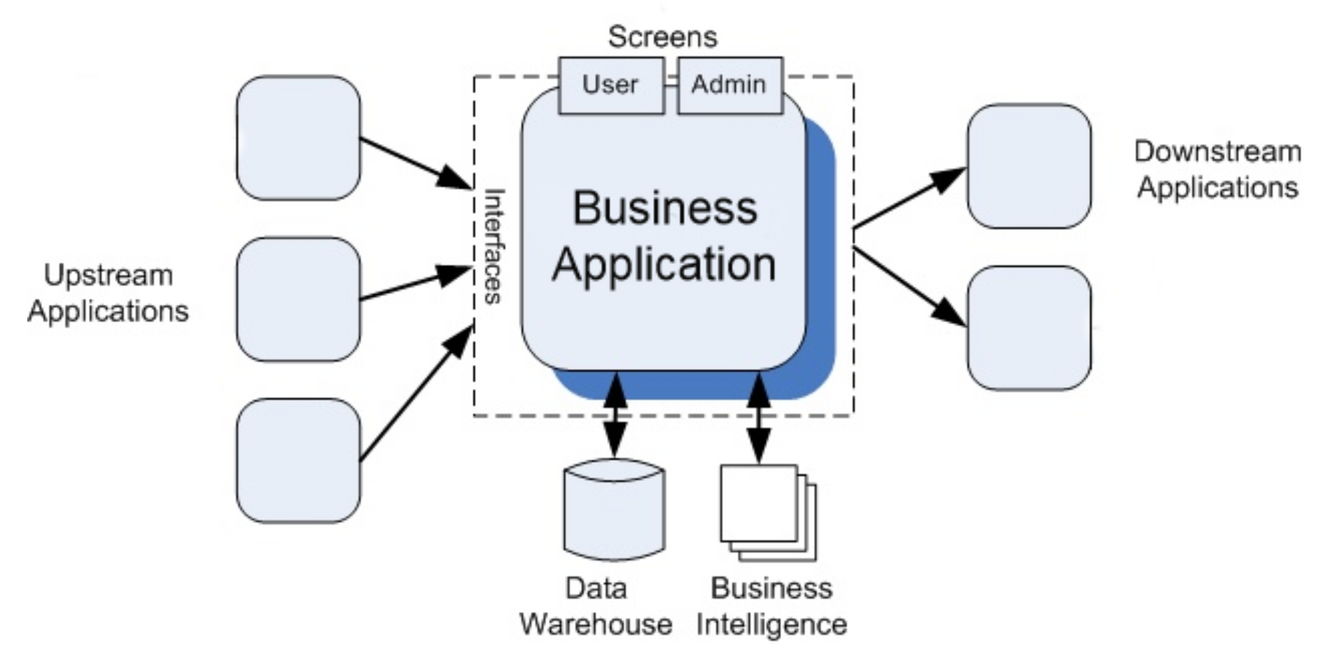 Screens
User
Admin
Interfaces
Business
Application
Upstream
Applications
Downstream
Applications
Data
Warehouse
Business
Intelligence